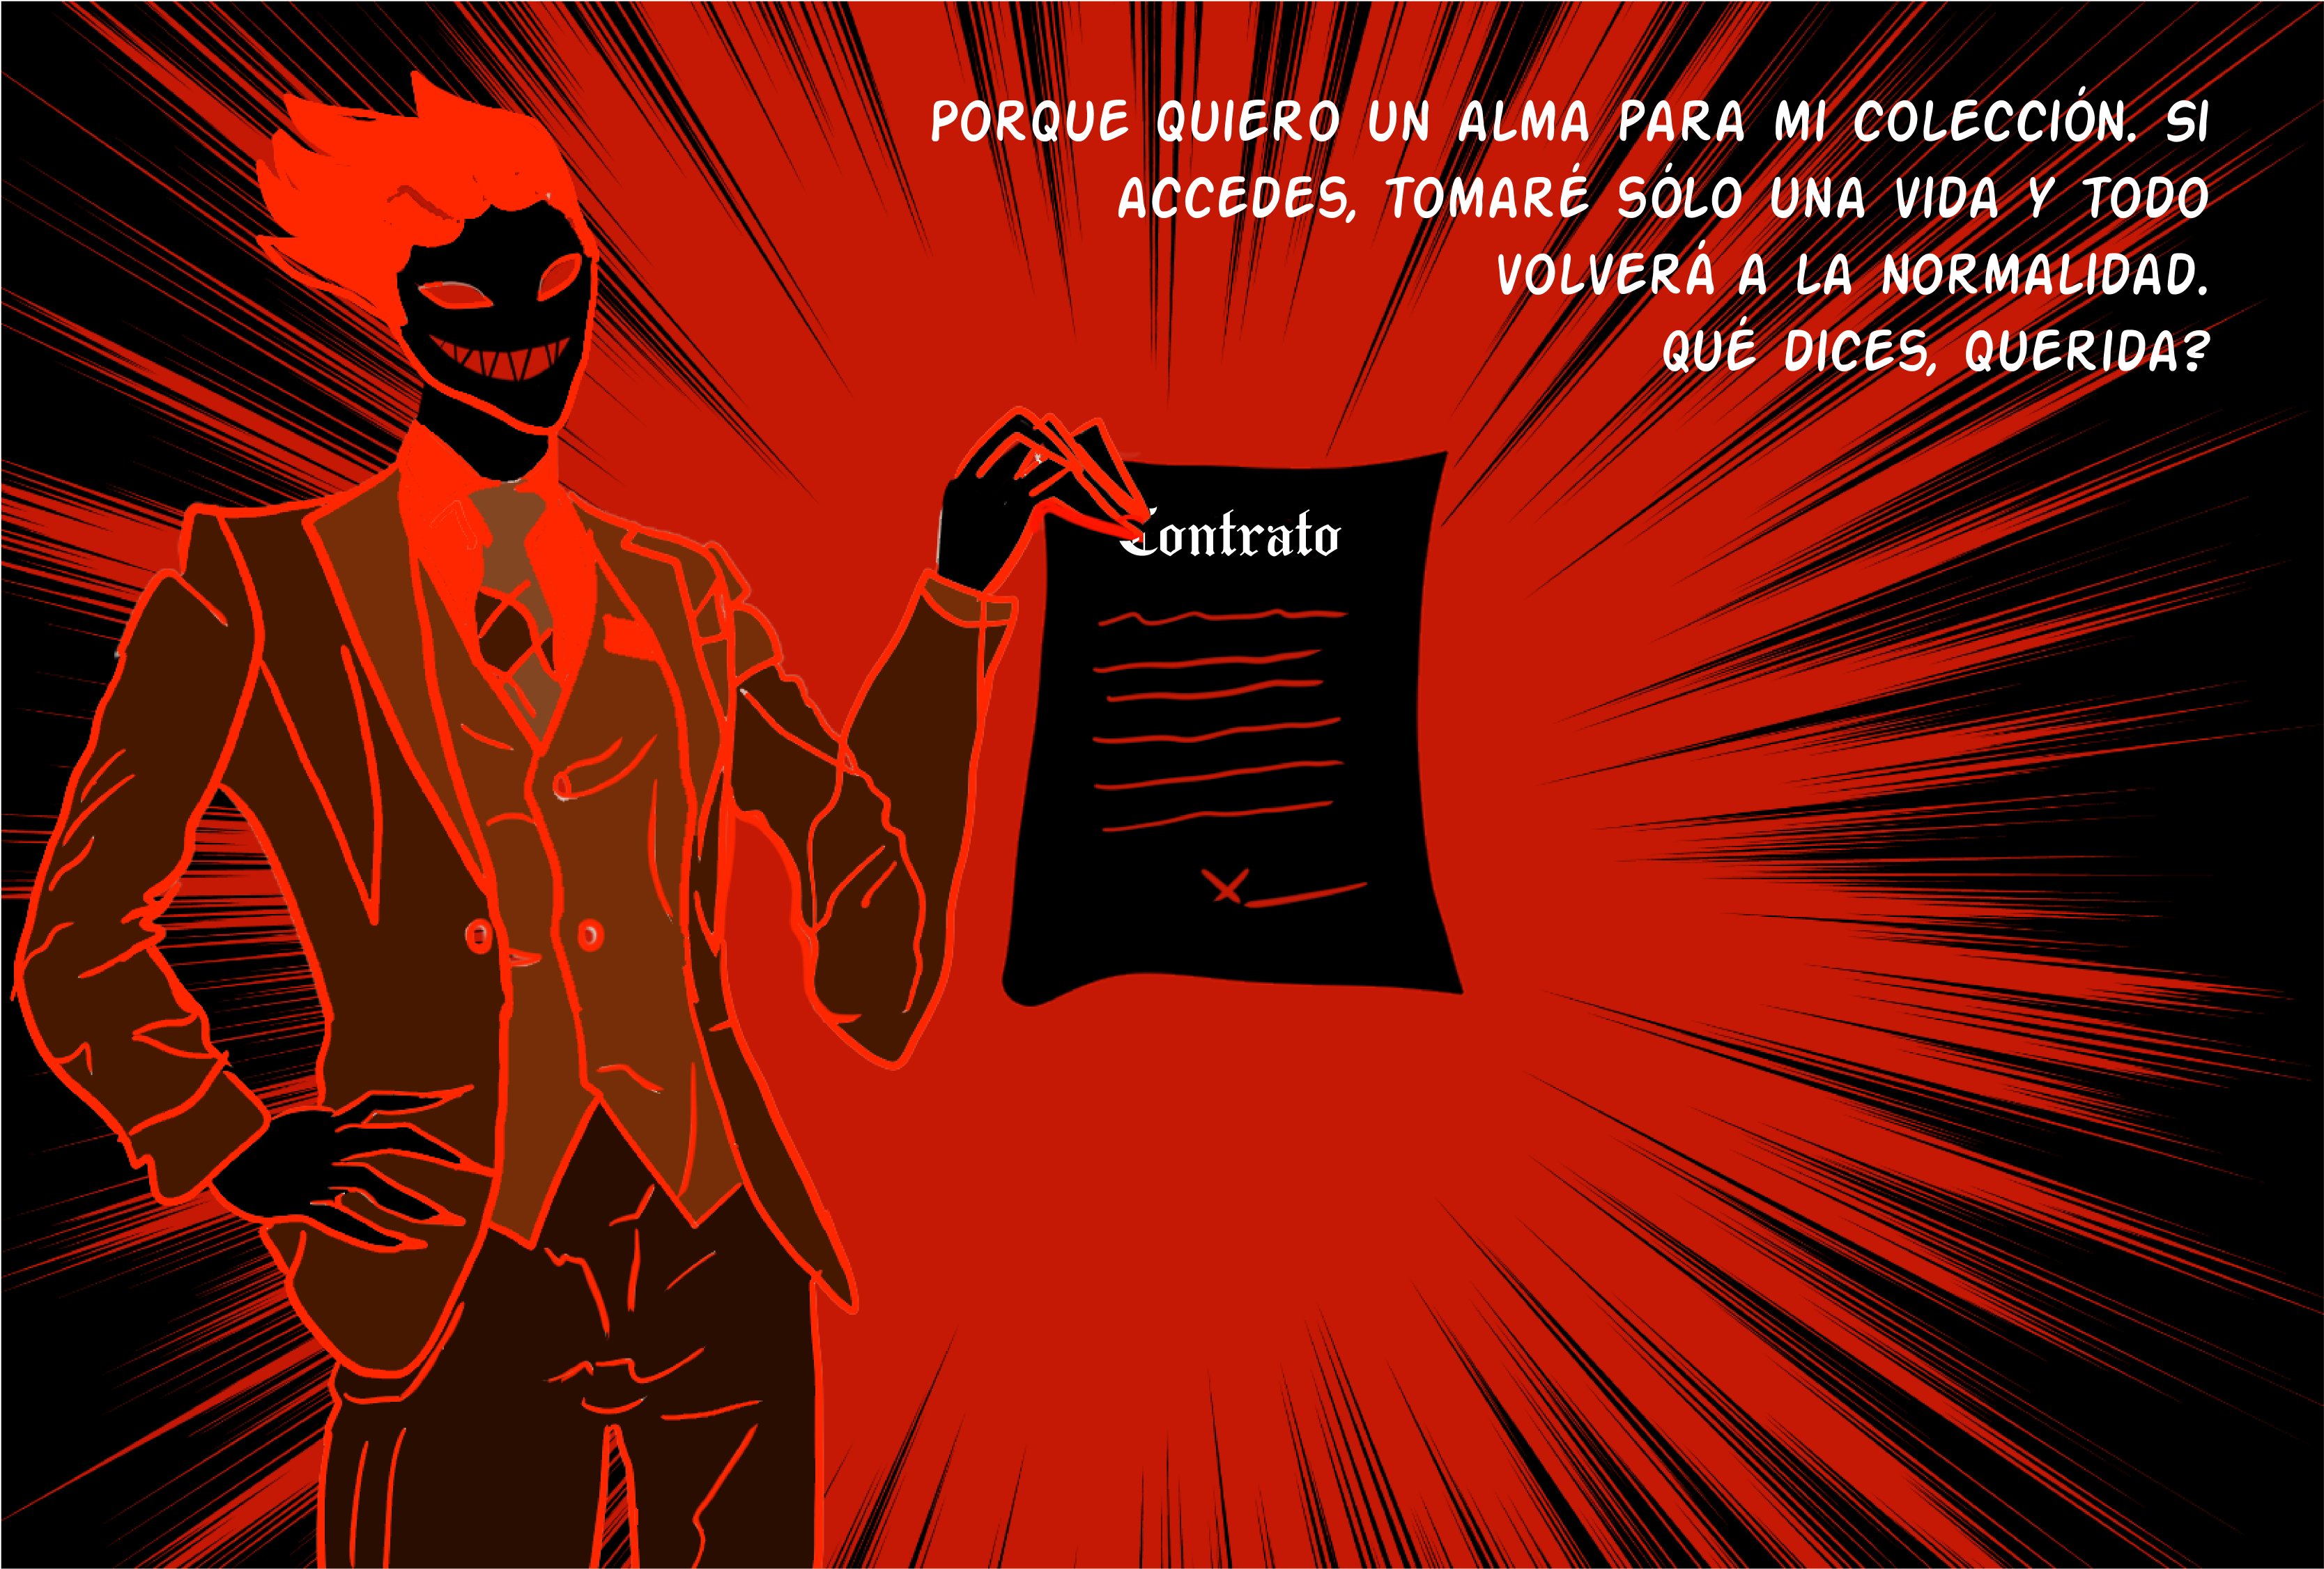 PORQUE QUIERO UN ALMA PARA MI COLECCIÓN. SI
ACCEDES, TOMARÉ SÓLO UNA VIDA Y TODO
VOLVERÁ A LA NORMALIDAD.
QUÉ DICES, QUERIDA?
Contrato